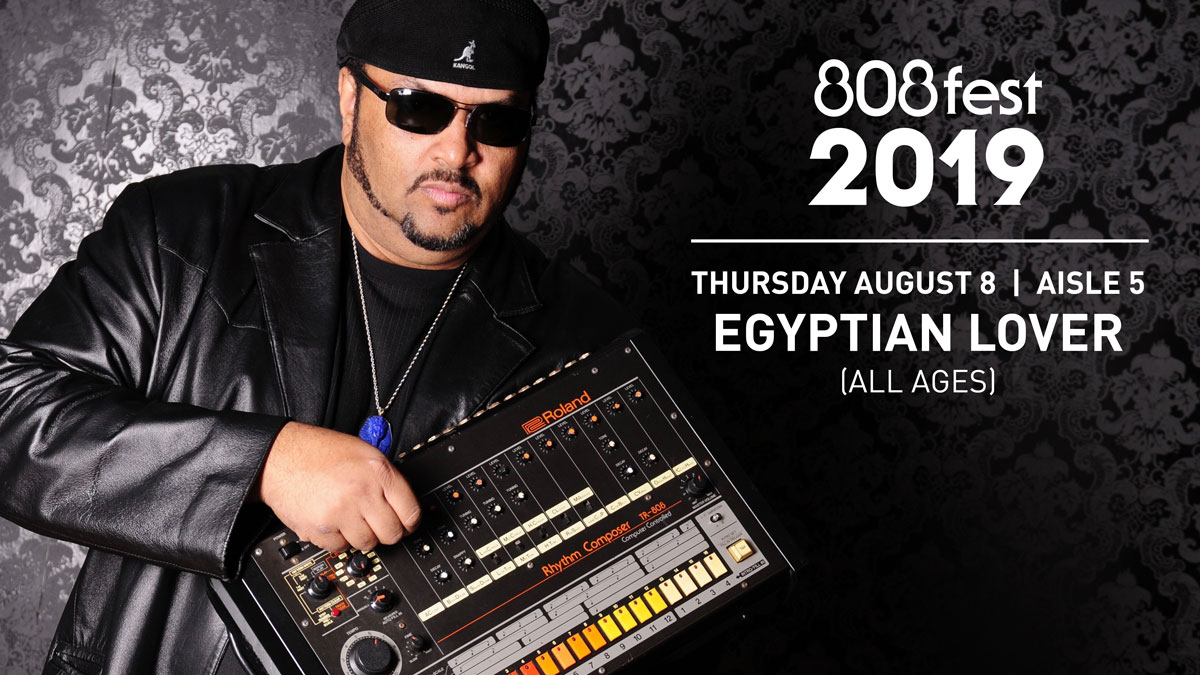 KANGOL
808fest
2019
THURSDAY AUGUST 8 | AISLE 5
EGYPTIAN LOVER
(ALL AGES)
Roland
Rhythm Composer TR-808
Computer Controlled